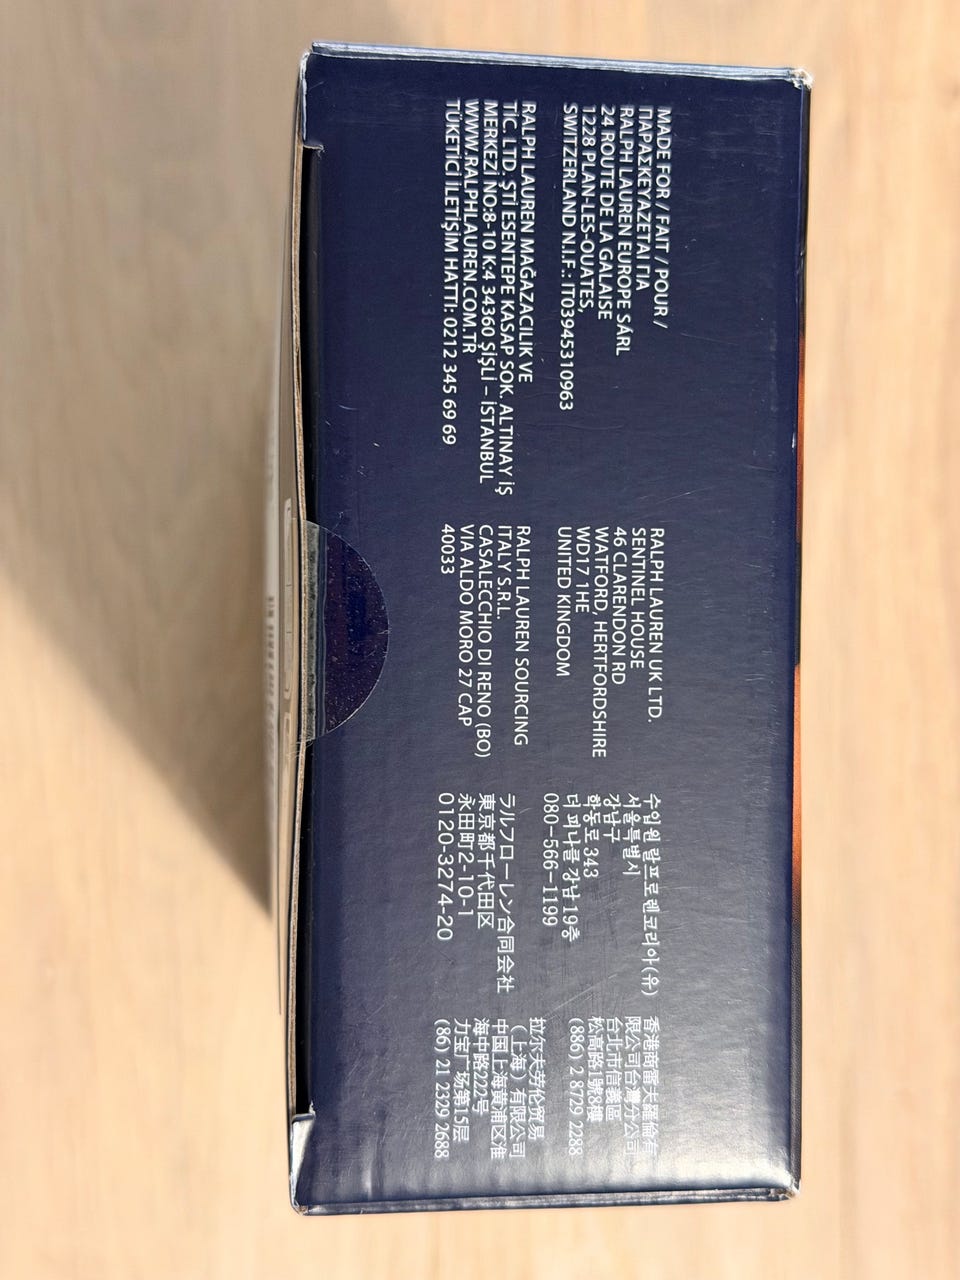 MADE FOR / FAIT / POUR /
ΠΑΡΑΣΚΕΥΑΖΕΤΑΙ ΓΙΑ
RALPH LAUREN EUROPE SÁRL
24 ROUTE DE LA GALAISE
1228 PLAN-LES-OUATES,
SWITZERLAND N.I.F.: IT03945310963
RALPH LAUREN MAĞAZACILIK VE
TİC. LTD. ŞTİ ESENTEPE KASAP SOK. ALTINAY İŞ
MERKEZİ NO:8-10 K:4 34360 ŞİŞLİ – İSTANBUL
WWW.RALPHLAUREN.COM.TR
TÜKETİCİ İLETİŞİM HATTI: 0212 345 69 69
RALPH LAUREN UK LTD.
SENTINEL HOUSE
46 CLARENDON RD
WATFORD, HERTFORDSHIRE
WD17 1HE
UNITED KINGDOM
RALPH LAUREN SOURCING
ITALY S.R.L.
CASALECCHIO DI RENO (BO)
VIA ALDO MORO 27 CAP
40033
수입원 랄프로렌코리아(유)
서울특별시
강남구
학동로 343
더 피나클 강남 19층
080-566-1199
ラルフローレン合同会社
東京都千代田区
永田町2-10-1
0120-3274-20
香港商雷夫羅倫有
限公司台灣分公司
台北市信義區
松高路1號8樓
(886) 2 8729 2288
拉尔夫劳伦贸易
(上海) 有限公司
中国上海黄浦区淮
海中路222号
力宝广场第15层
(86) 21 2329 2688